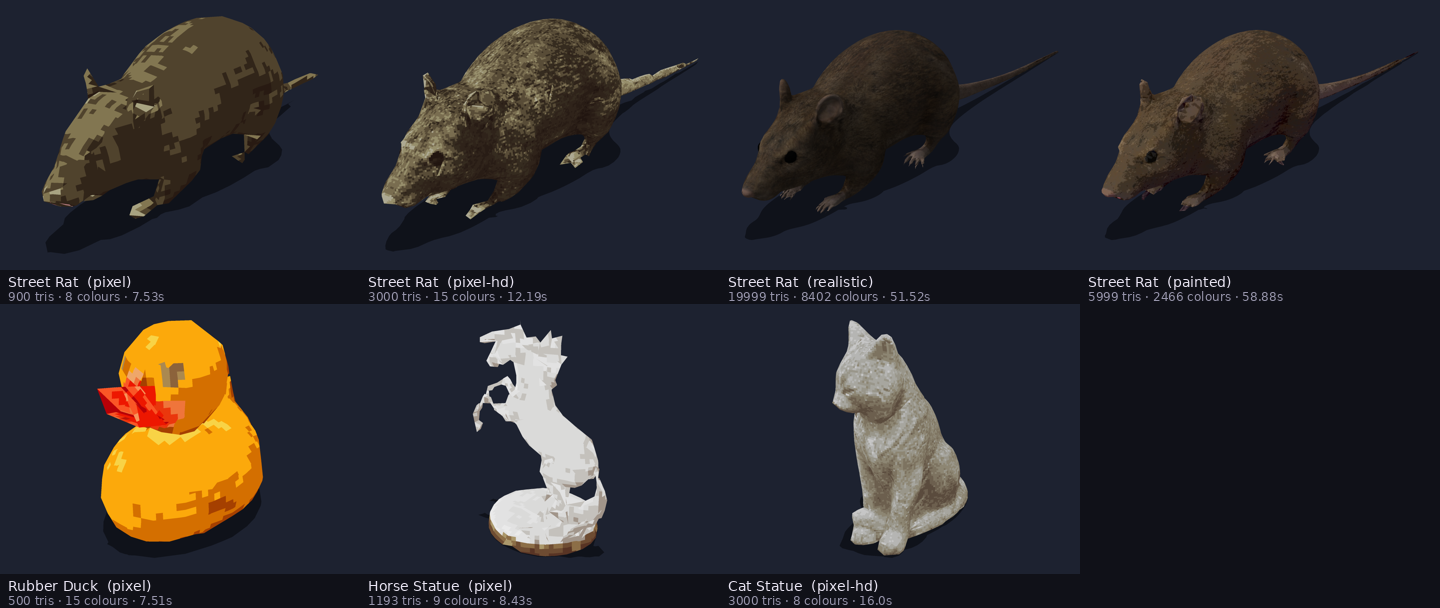 Street Rat  (pixel)
900 tris · 8 colours · 7.53s
Street Rat  (pixel-hd)
3000 tris · 15 colours · 12.19s
Street Rat  (realistic)
19999 tris · 8402 colours · 51.52s
Street Rat  (painted)
5999 tris · 2466 colours · 58.88s
Rubber Duck  (pixel)
500 tris · 15 colours · 7.51s
Horse Statue  (pixel)
1193 tris · 9 colours · 8.43s
Cat Statue  (pixel-hd)
3000 tris · 8 colours · 16.0s